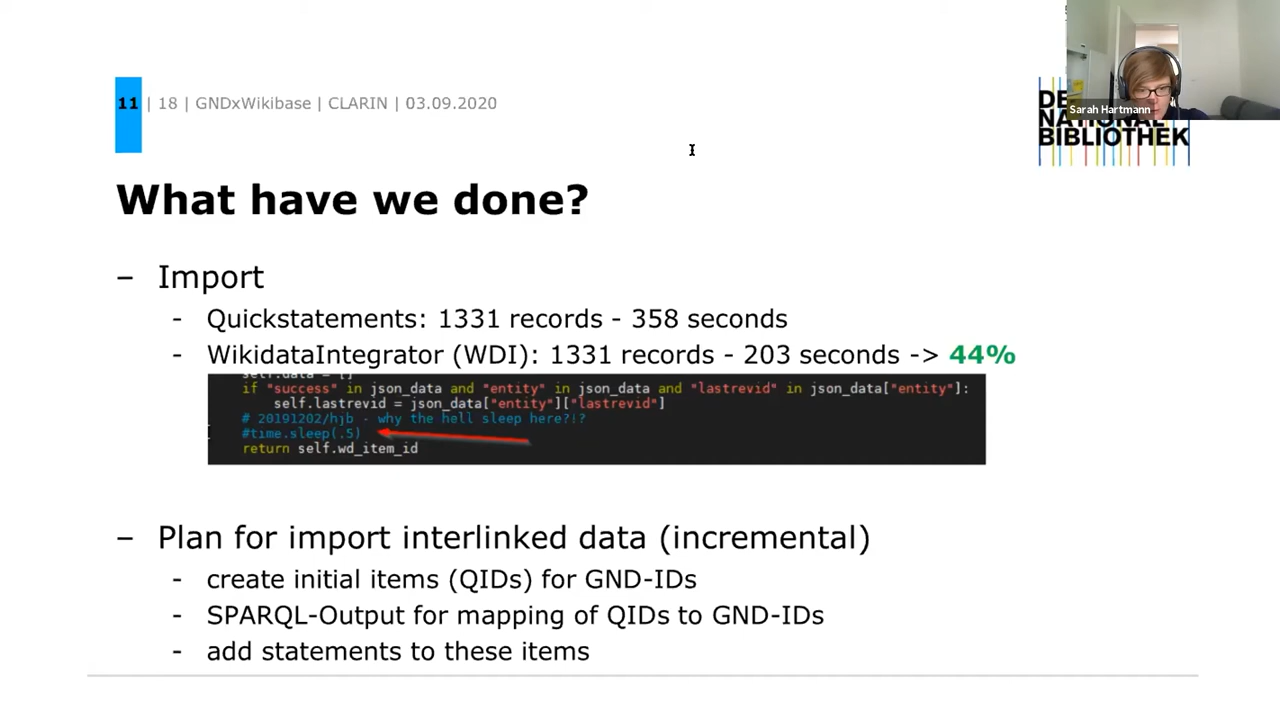 11 | 18 | GNDxWikibase | CLARIN | 03.09.2020
Sarah Hartmann
DE
NATIONAL
BIBLIOTHEK
What have we done?
– Import
- Quickstatements: 1331 records - 358 seconds
- WikidataIntegrator (WDI): 1331 records - 203 seconds -> 44%
self.data = []
if "success" in json_data and "entity" in json_data and "lastrevid" in json_data["entity"]:
self.lastrevid = json_data["entity"]["lastrevid"]
# 20191202/hjb - why the hell sleep here?!?
#time.sleep(.5)
return self.wd_item_id
– Plan for import interlinked data (incremental)
- create initial items (QIDs) for GND-IDs
- SPARQL-Output for mapping of QIDs to GND-IDs
- add statements to these items